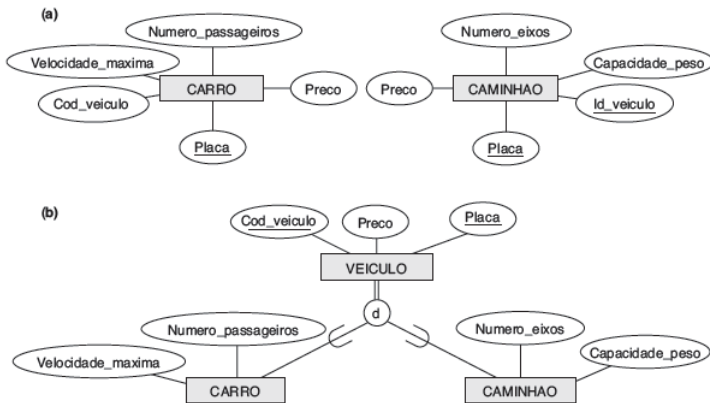 (a)
Numero_passageiros
Numero_eixos
Velocidade_maxima
Capacidade_peso
CARRO
Preco
Preco
CAMINHAO
Cod_veiculo
Id_veiculo
Placa
Placa
(b)
Cod_veiculo
Preco
Placa
VEICULO
d
Numero_passageiros
Numero_eixos
Velocidade_maxima
Capacidade_peso
CARRO
CAMINHAO